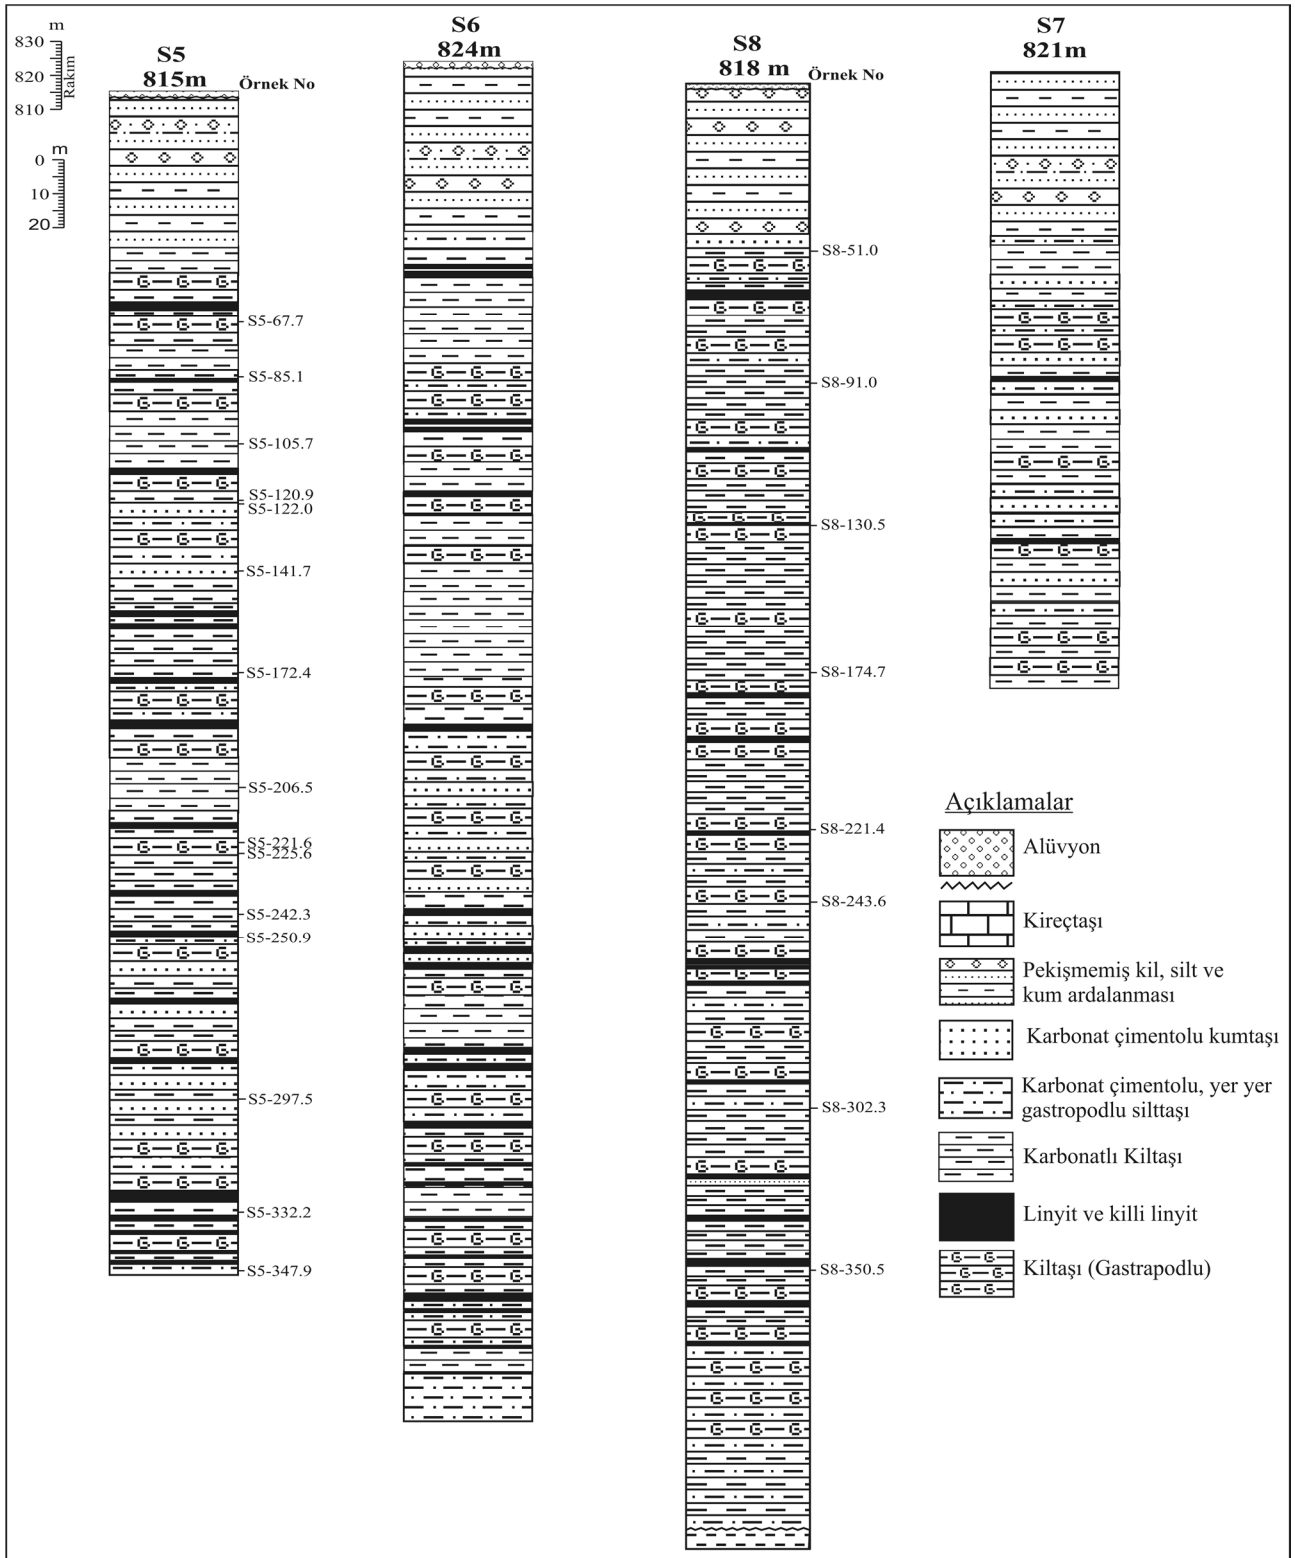 m
830
820
810
Rakım
m
0
10
20
S5
815m
Örnek No
S5-67.7
S5-85.1
S5-105.7
S5-120.9
S5-122.0
S5-141.7
S5-172.4
S5-206.5
S5-221.6
S5-225.6
S5-242.3
S5-250.9
S5-297.5
S5-332.2
S5-347.9
S6
824m
S8
818 m
Örnek No
S8-51.0
S8-91.0
S8-130.5
S8-174.7
S8-221.4
S8-243.6
S8-302.3
S8-350.5
S7
821m
Açıklamalar
Alüvyon
Kireçtaşı
Pekişmemiş kil, silt ve
kum ardalanması
Karbonat çimentolu kumtaşı
Karbonat çimentolu, yer yer
gastropodlu silttaşı
Karbonatlı Kiltaşı
Linyit ve killi linyit
Kiltaşı (Gastrapodlu)